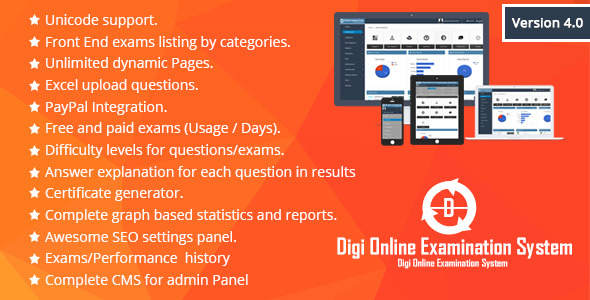 Unicode support.
Front End exams listing by categories.
Unlimited dynamic Pages.
Excel upload questions.
PayPal Integration.
Free and paid exams (Usage / Days).
Difficulty levels for questions/exams.
Answer explanation for each question in results
Certificate generator.
Complete graph based statistics and reports.
Awesome SEO settings panel.
Exams/Performance history
Complete CMS for admin Panel
Version 4.0
D
Digi Online Examination System
Digi Online Examination System